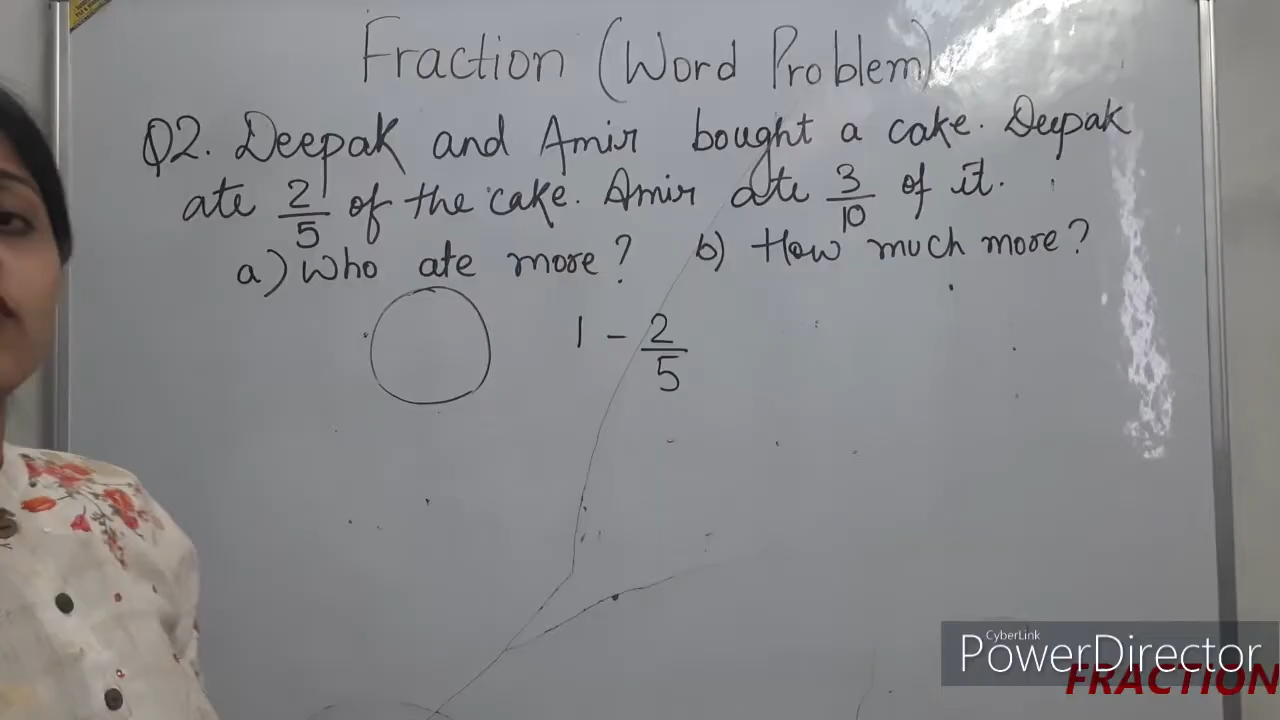 Fraction (Word Problem)
Q2. Deepak and Amir bought a cake. Deepak
ate 2/5 of the cake. Amir ate 3/10 of it.
a) Who ate more? b) How much more?
1 - 2/5
CyberLink
PowerDirector
FRACTION